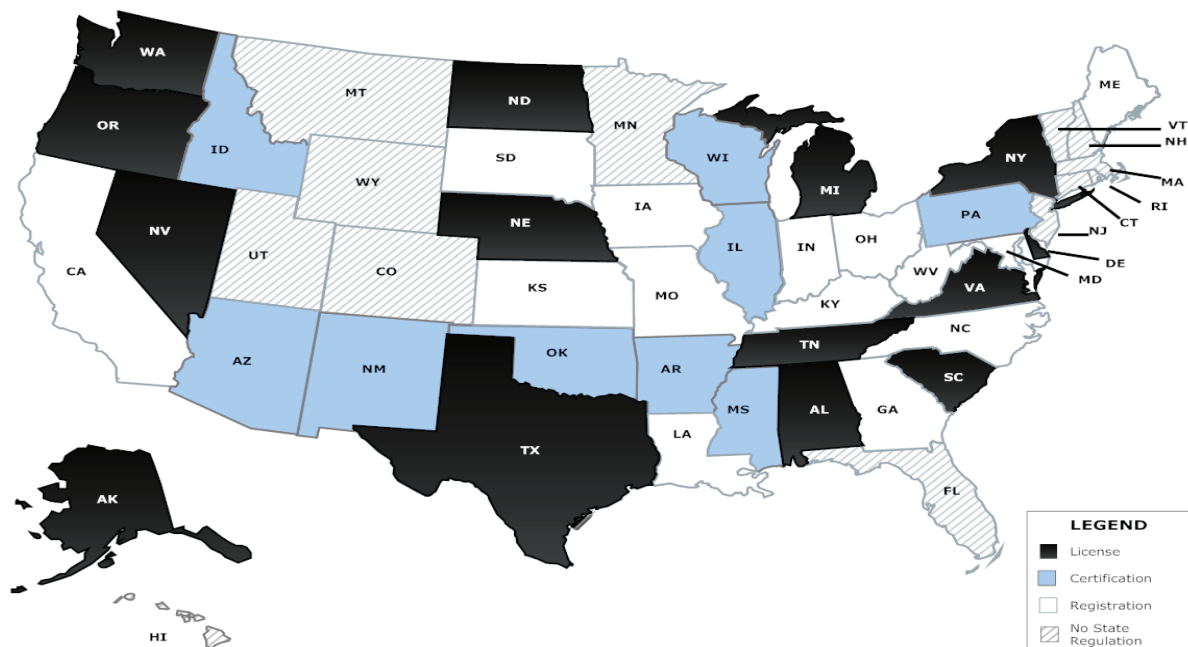 WA
MT
ND
MN
ME
OR
ID
SD
WI
MI
NY
VT
NH
WY
IA
PA
MA
RI
CT
NV
NE
IL
IN
OH
NJ
UT
CO
WV
DE
CA
KS
MO
KY
VA
MD
AZ
NM
OK
AR
TN
NC
SC
MS
AL
GA
TX
LA
FL
AK
HI
LEGEND
License
Certification
Registration
No State
Regulation